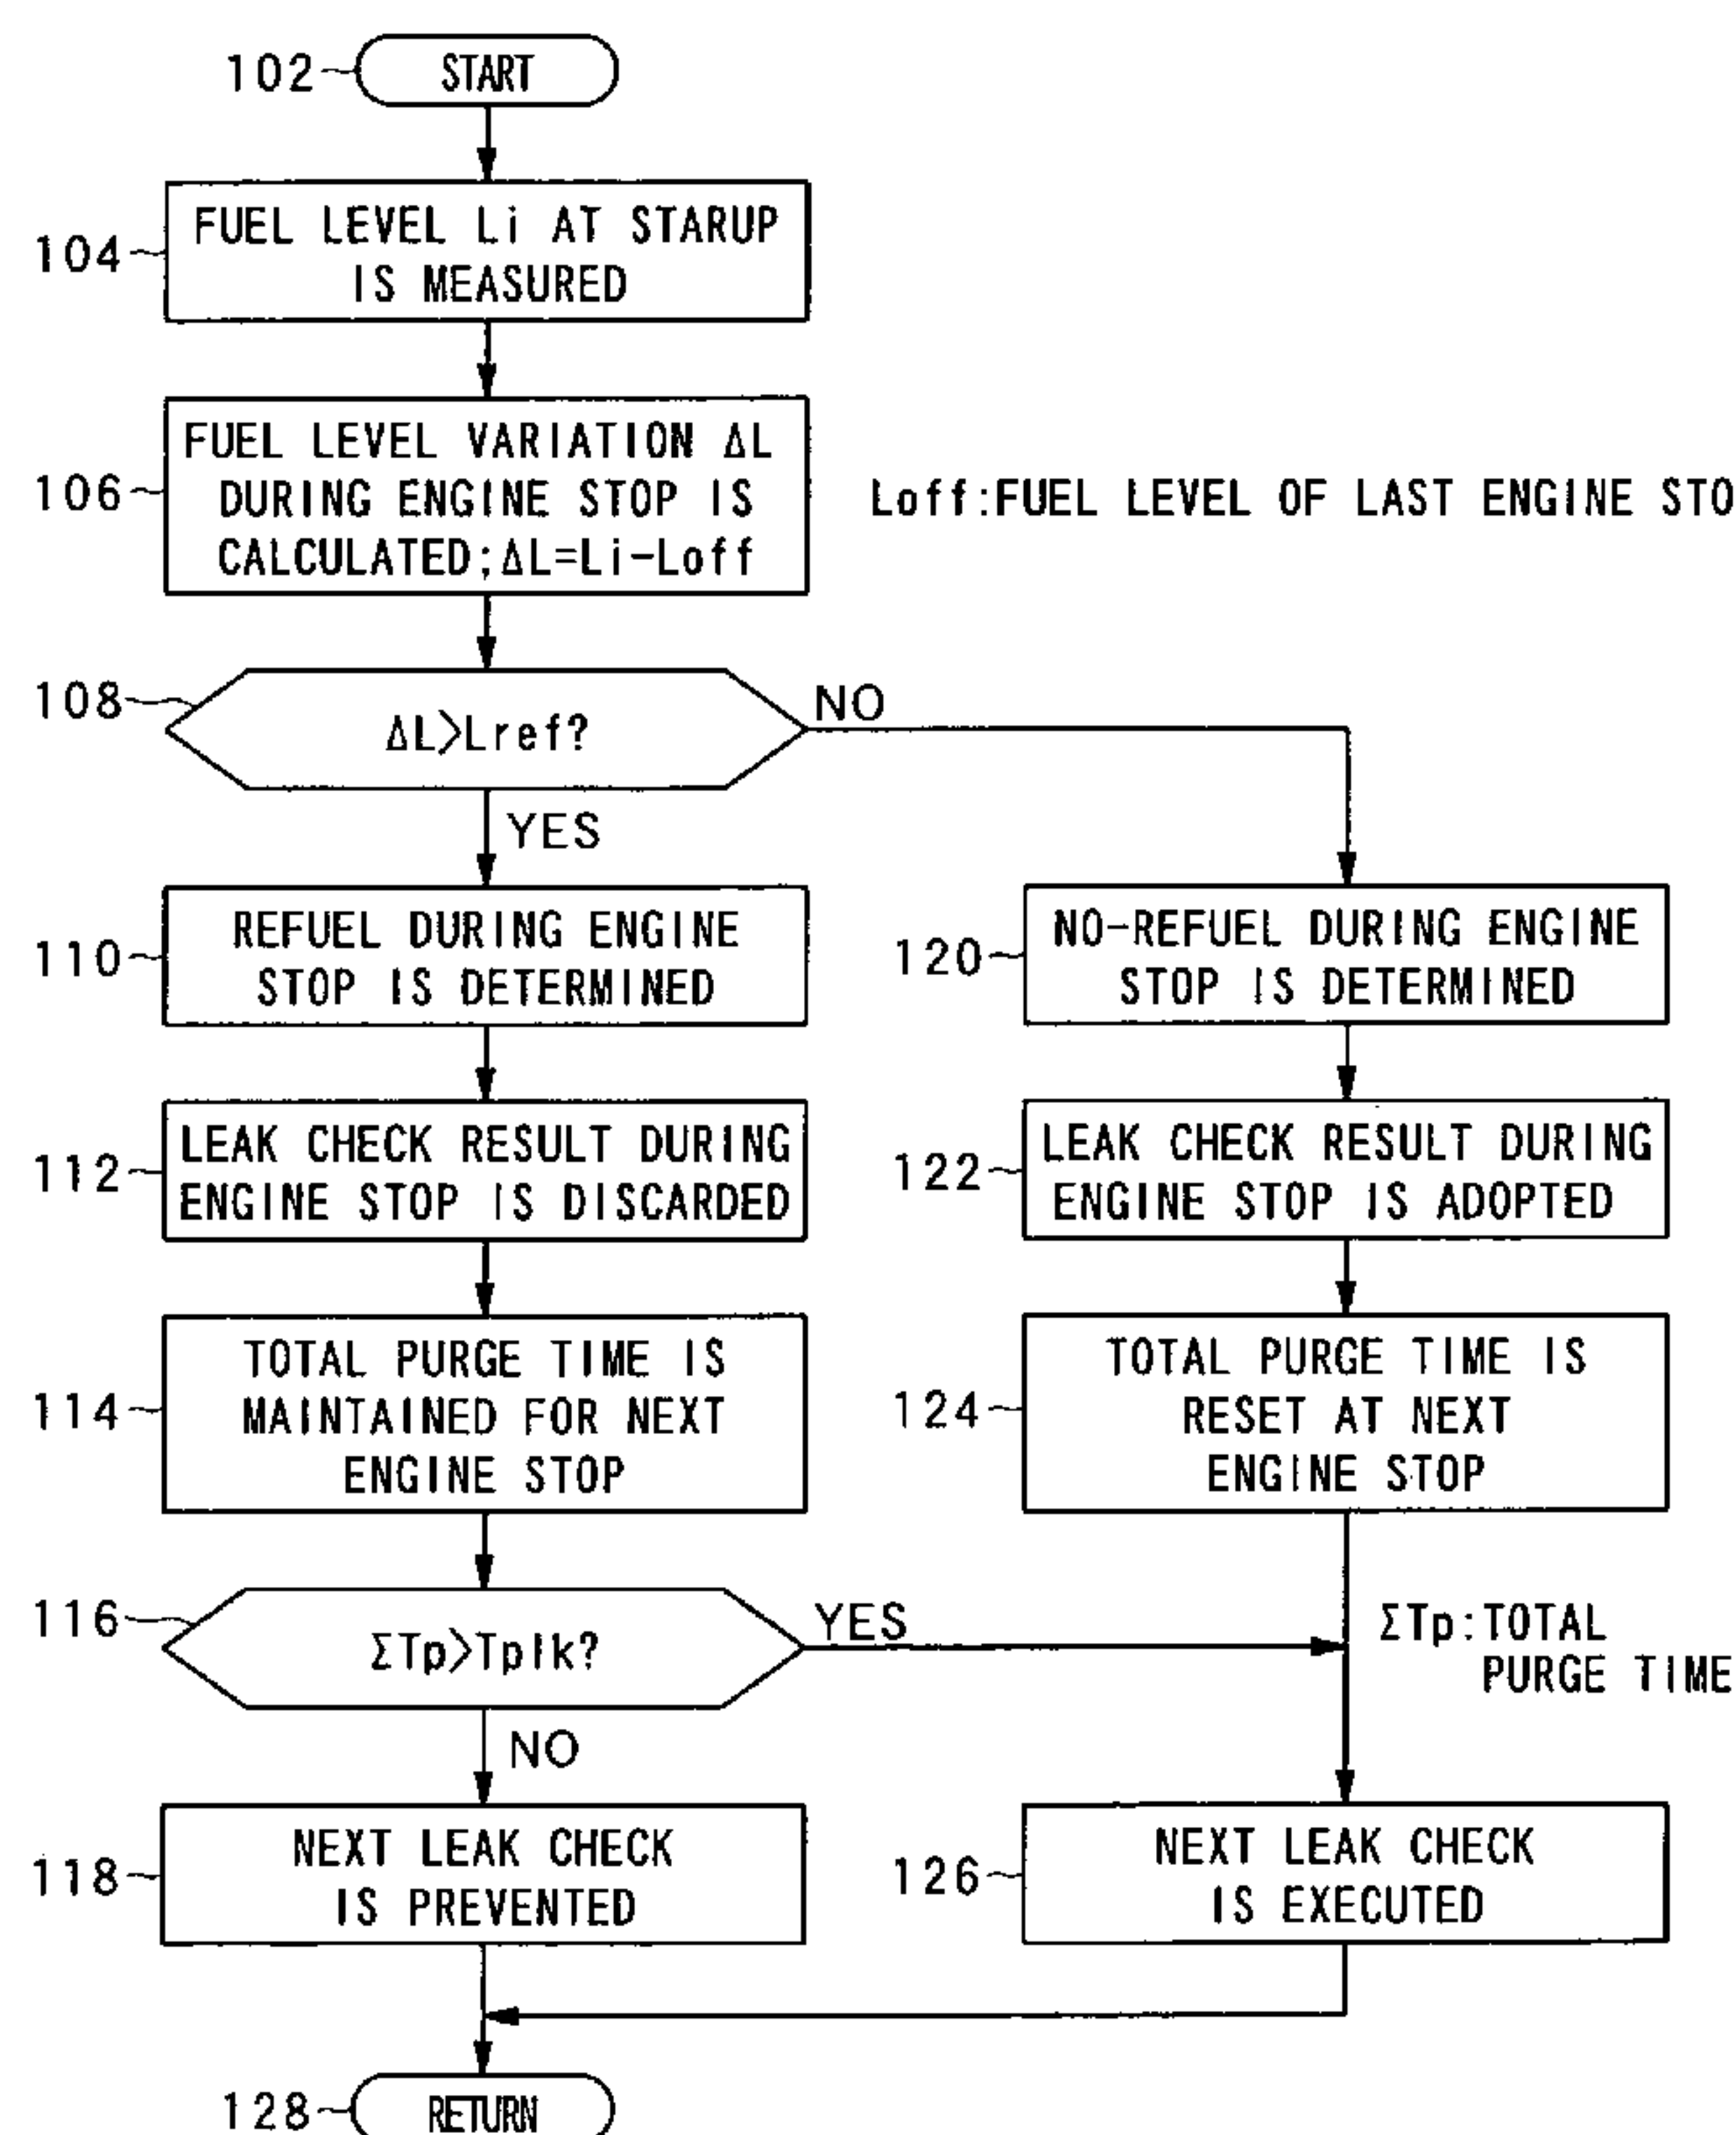 102
START
104
FUEL LEVEL Li AT STARUP
IS MEASURED
106
FUEL LEVEL VARIATION ΔL
DURING ENGINE STOP IS
CALCULATED;ΔL=Li-Loff
Loff:FUEL LEVEL OF LAST ENGINE STO
108
ΔL>Lref?
NO
YES
110
REFUEL DURING ENGINE
STOP IS DETERMINED
120
NO-REFUEL DURING ENGINE
STOP IS DETERMINED
112
LEAK CHECK RESULT DURING
ENGINE STOP IS DISCARDED
122
LEAK CHECK RESULT DURING
ENGINE STOP IS ADOPTED
114
TOTAL PURGE TIME IS
MAINTAINED FOR NEXT
ENGINE STOP
124
TOTAL PURGE TIME IS
RESET AT NEXT
ENGINE STOP
116
ΣTp>Tplk?
YES
ΣTp:TOTAL
PURGE TIME
NO
118
NEXT LEAK CHECK
IS PREVENTED
126
NEXT LEAK CHECK
IS EXECUTED
128
RETURN